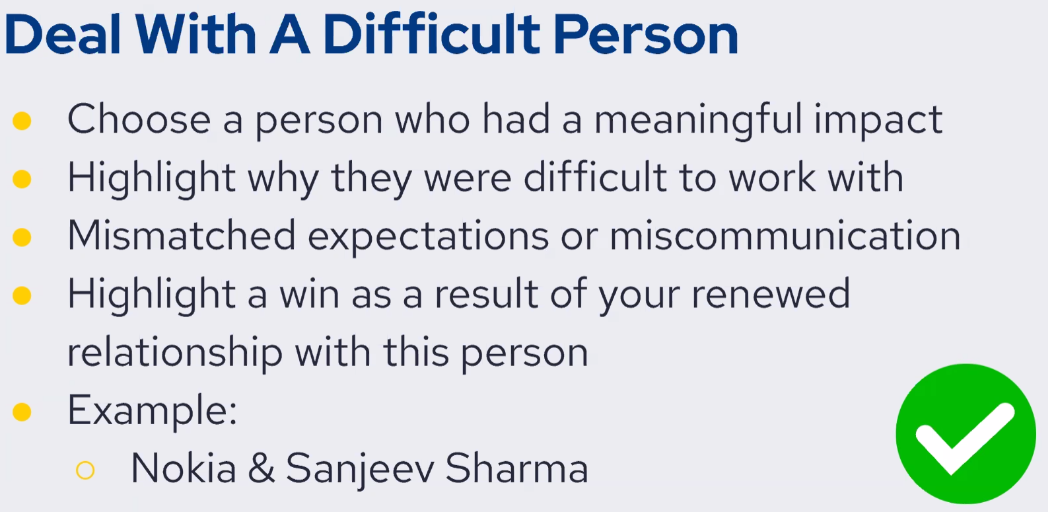 Deal With A Difficult Person
● Choose a person who had a meaningful impact
● Highlight why they were difficult to work with
● Mismatched expectations or miscommunication
● Highlight a win as a result of your renewed
relationship with this person
● Example:
○ Nokia & Sanjeev Sharma